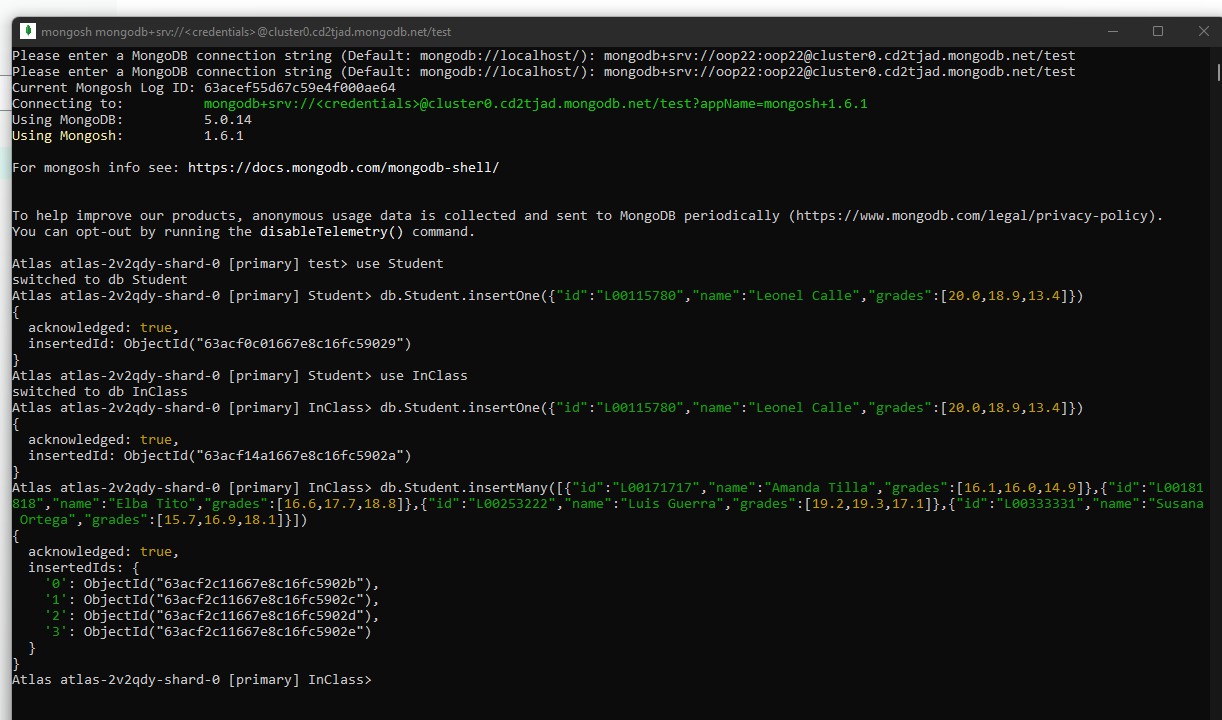 mongosh mongodb+srv://<credentials>@cluster0.cd2tjad.mongodb.net/test
Please enter a MongoDB connection string (Default: mongodb://localhost/): mongodb+srv://oop22:oop22@cluster0.cd2tjad.mongodb.net/test
Please enter a MongoDB connection string (Default: mongodb://localhost/): mongodb+srv://oop22:oop22@cluster0.cd2tjad.mongodb.net/test
Current Mongosh Log ID: 63acef55d67c59e4f000ae64
Connecting to:          mongodb+srv://<credentials>@cluster0.cd2tjad.mongodb.net/test?appName=mongosh+1.6.1
Using MongoDB:          5.0.14
Using Mongosh:          1.6.1
For mongosh info see: https://docs.mongodb.com/mongodb-shell/
To help improve our products, anonymous usage data is collected and sent to MongoDB periodically (https://www.mongodb.com/legal/privacy-policy).
You can opt-out by running the disableTelemetry() command.
Atlas atlas-2v2qdy-shard-0 [primary] test> use Student
switched to db Student
Atlas atlas-2v2qdy-shard-0 [primary] Student> db.Student.insertOne({"id":"L00115780","name":"Leonel Calle","grades":[20.0,18.9,13.4]})
{
  acknowledged: true,
  insertedId: ObjectId("63acf0c01667e8c16fc59029")
}
Atlas atlas-2v2qdy-shard-0 [primary] Student> use InClass
switched to db InClass
Atlas atlas-2v2qdy-shard-0 [primary] InClass> db.Student.insertOne({"id":"L00115780","name":"Leonel Calle","grades":[20.0,18.9,13.4]})
{
  acknowledged: true,
  insertedId: ObjectId("63acf14a1667e8c16fc5902a")
}
Atlas atlas-2v2qdy-shard-0 [primary] InClass> db.Student.insertMany([{"id":"L00171717","name":"Amanda Tilla","grades":[16.1,16.0,14.9]},{"id":"L00181
818","name":"Elba Tito","grades":[16.6,17.7,18.8]},{"id":"L00253222","name":"Luis Guerra","grades":[19.2,19.3,17.1]},{"id":"L00333331","name":"Susana
 Ortega","grades":[15.7,16.9,18.1]}])
{
  acknowledged: true,
  insertedIds: {
    '0': ObjectId("63acf2c11667e8c16fc5902b"),
    '1': ObjectId("63acf2c11667e8c16fc5902c"),
    '2': ObjectId("63acf2c11667e8c16fc5902d"),
    '3': ObjectId("63acf2c11667e8c16fc5902e")
  }
}
Atlas atlas-2v2qdy-shard-0 [primary] InClass>